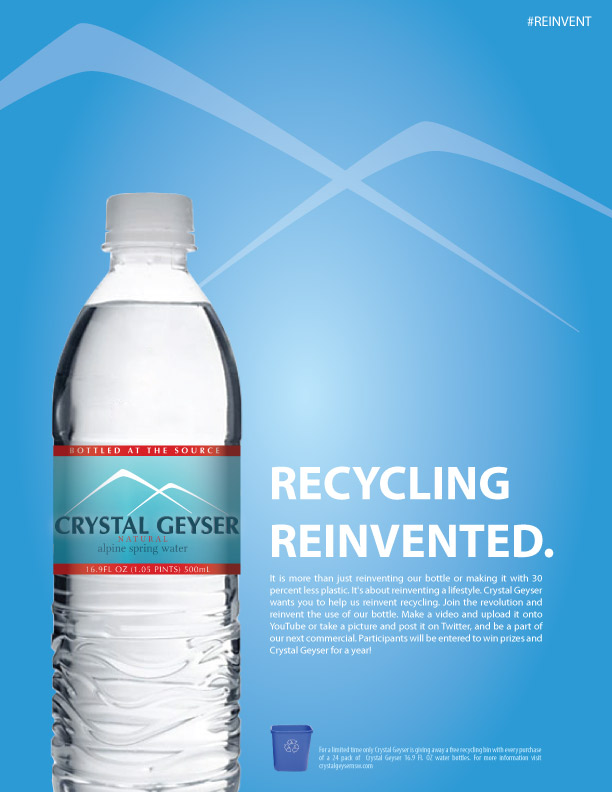 #REINVENT
BOTTLED AT THE SOURCE
CRYSTAL GEYSER
NATURAL
alpine spring water
16.9FL OZ (1.05 PINTS) 500mL
RECYCLING
REINVENTED.
It is more than just reinventing our bottle or making it with 30
percent less plastic. It's about reinventing a lifestyle. Crystal Geyser
wants you to help us reinvent recycling. Join the revolution and
reinvent the use of our bottle. Make a video and upload it onto
YouTube or take a picture and post it on Twitter, and be a part of
our next commercial. Participants will be entered to win prizes and
Crystal Geyser for a year!
For a limited time only Crystal Geyser is giving away a free recycling bin with every purchase
of a 24 pack of Crystal Geyser 16.9 FL OZ water bottles. For more information visit